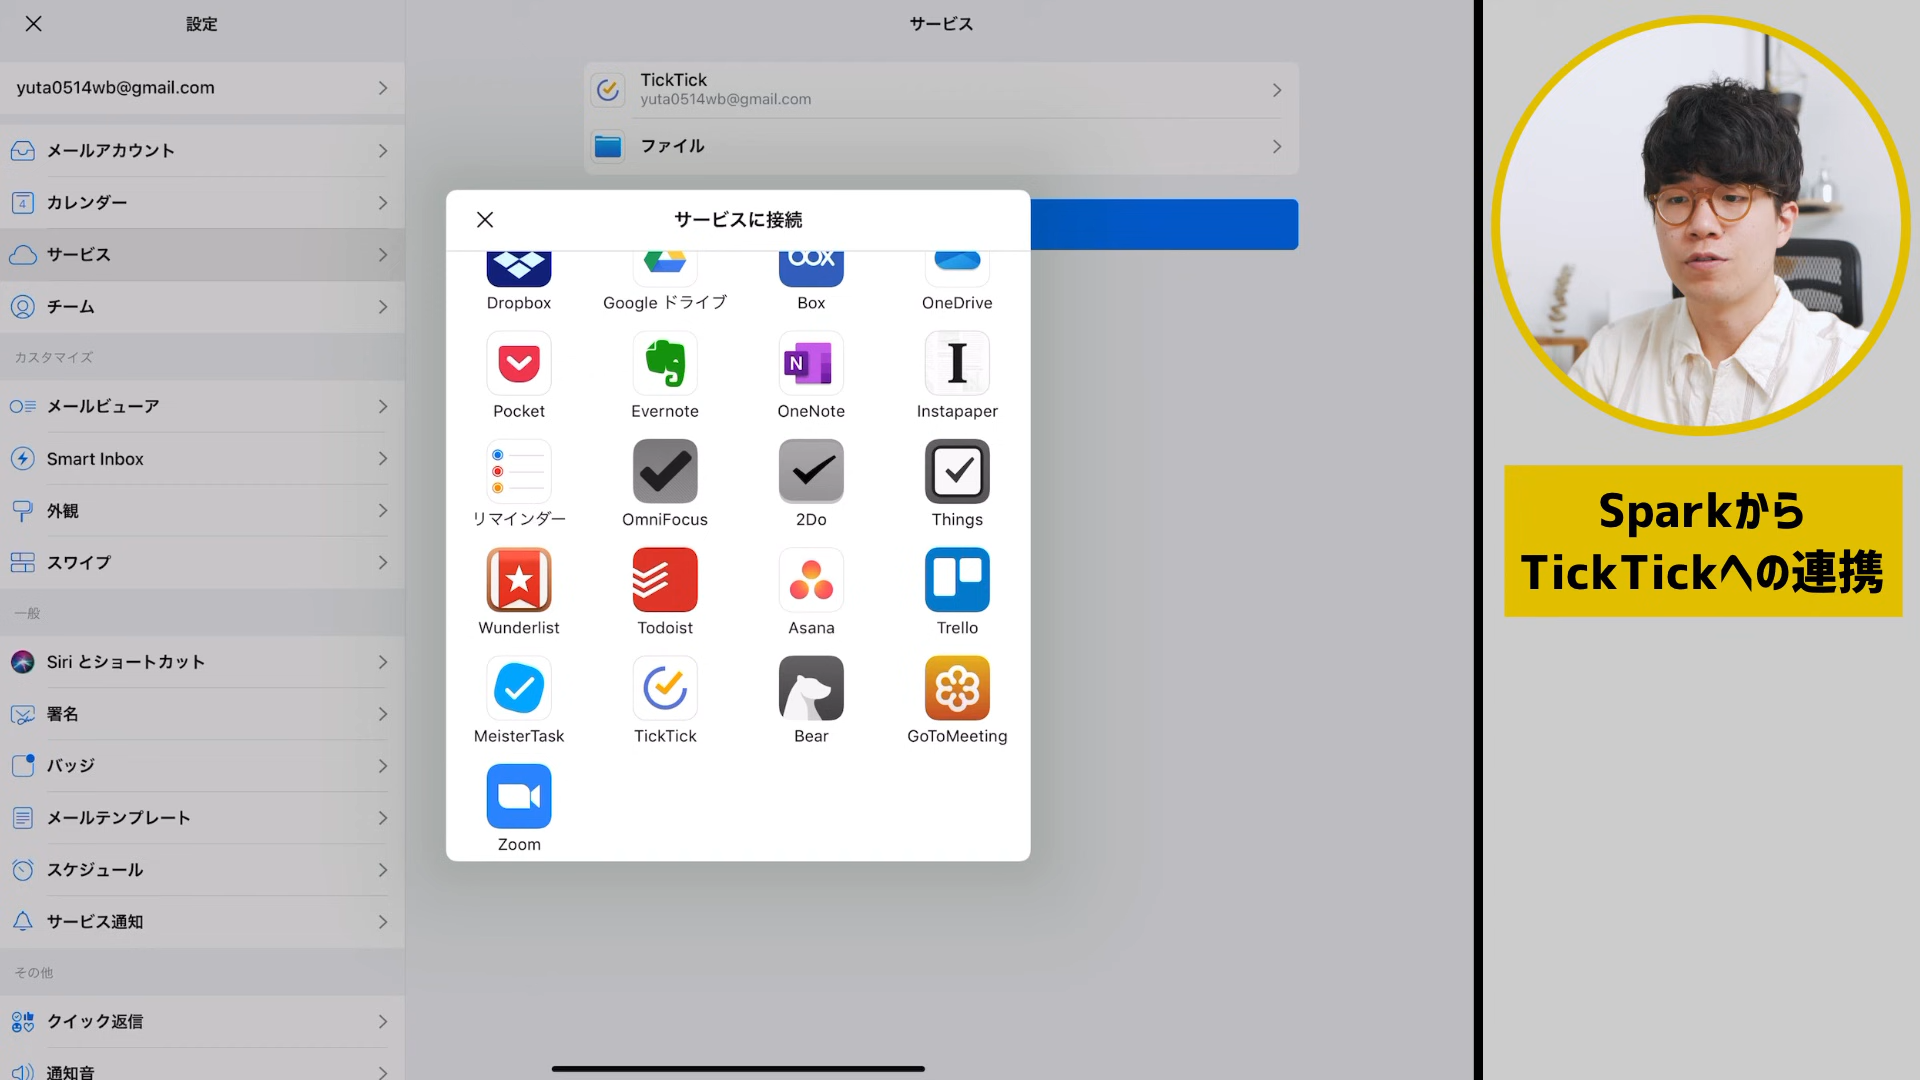 設定
yuta0514wb@gmail.com
メールアカウント
4
カレンダー
サービス
チーム
カスタマイズ
メールビューア
Smart Inbox
外観
スワイプ
一般
Siri とショートカット
署名
バッジ
メールテンプレート
スケジュール
サービス通知
その他
クイック返信
通知音
サービス
TickTick
yuta0514wb@gmail.com
ファイル
サービスに接続
box
Dropbox
Google ドライブ
Box
OneDrive
N
I
Pocket
Evernote
OneNote
Instapaper
リマインダー
OmniFocus
2Do
Things
Wunderlist
Todoist
Asana
Trello
MeisterTask
TickTick
Bear
GoToMeeting
Zoom
Sparkから
TickTickへの連携